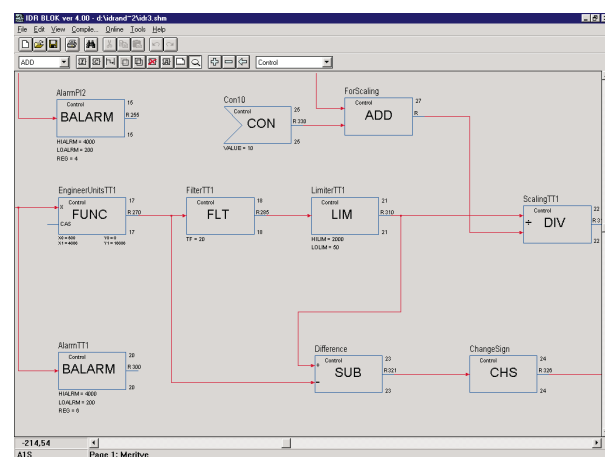 IDR BLOK ver 4.00 - d:\idrand~2\idr3.shm
File Edit View Compile... Online Tools Help
ADD Control
AlarmPI2
Control
BALARM
15
R 255
15
HIALRM = 4000
LOALRM = 200
REG = 4
Con10
CON
25
R 330
25
VALUE = 10
ForScaling
Control
ADD
27
R
EngineerUnitsTT1
Control
X
FUNC
CAS
17
R 270
17
X0 = 800 Y0 = 0
X1 = 4000 Y1 = 10000
FilterTT1
Control
FLT
18
R 295
18
TF = 20
LimiterTT1
Control
LIM
21
R 310
21
HILIM = 2000
LOLIM = 50
ScalingTT1
Control
÷ DIV
22
R 31
22
AlarmTT1
Control
BALARM
20
R 300
20
HIALRM = 4000
LOALRM = 200
REG = 6
Difference
Control
+
SUB
-
23
R 321
23
ChangeSign
Control
CHS
24
R 326
24
-214,54
A1S Page 1: Meritve